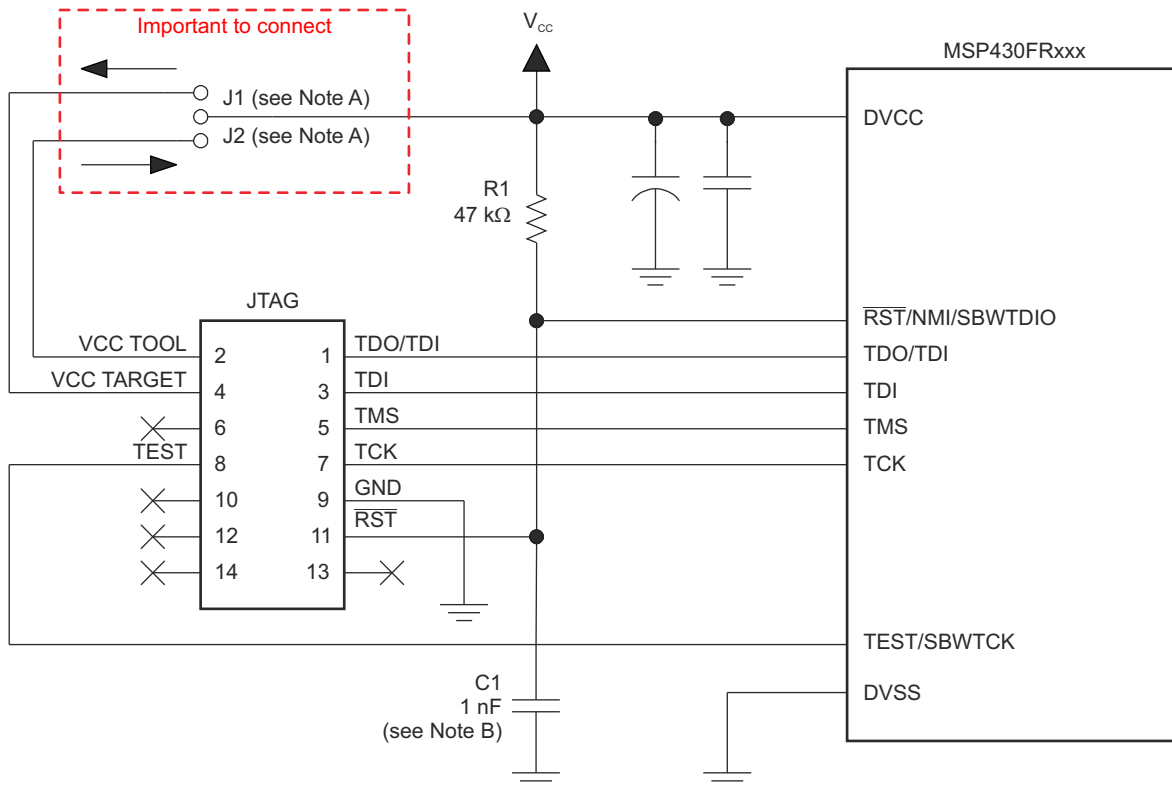 Important to connect
VCC
MSP430FRxxx
J1 (see Note A)
J2 (see Note A)
DVCC
R1
47 kΩ
JTAG
RST/NMI/SBWTDIO
VCC TOOL 2 1 TDO/TDI TDO/TDI
VCC TARGET 4 3 TDI TDI
6 5 TMS TMS
TEST 8 7 TCK TCK
10 9 GND
12 11 RST
14 13
TEST/SBWTCK
C1
1 nF
(see Note B)
DVSS